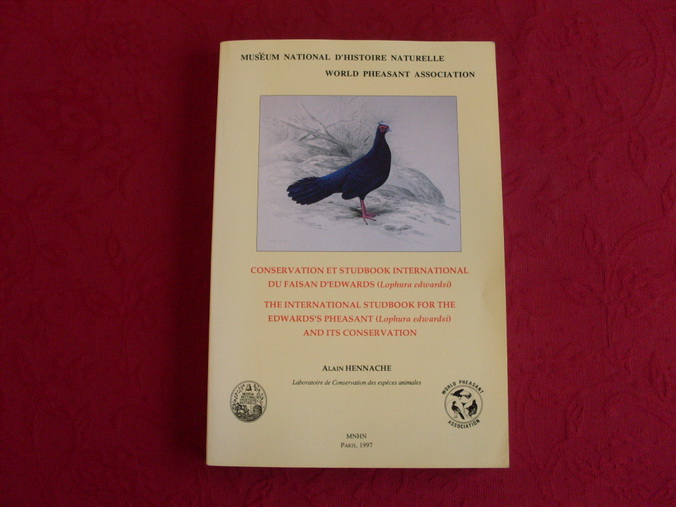 MUSÉUM NATIONAL D'HISTOIRE NATURELLE
WORLD PHEASANT ASSOCIATION
CONSERVATION ET STUDBOOK INTERNATIONAL
DU FAISAN D'EDWARDS (Lophura edwardsi)
THE INTERNATIONAL STUDBOOK FOR THE
EDWARDS'S PHEASANT (Lophura edwardsi)
AND ITS CONSERVATION
ALAIN HENNACHE
Laboratoire de Conservation des espèces animales
WORLD PHEASANT
ASSOCIATION
MNHN
PARIS, 1997